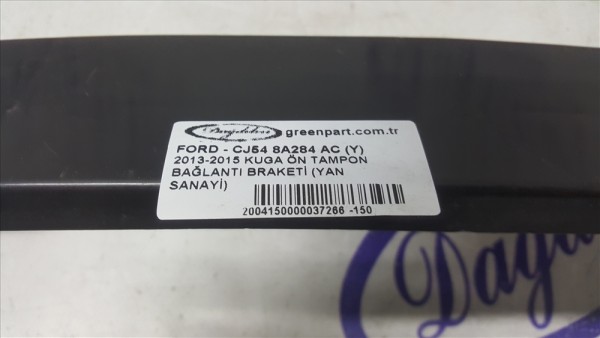 greenpart.com.tr
FORD - CJ54 8A284 AC (Y)
2013-2015 KUGA ÖN TAMPON
BAĞLANTI BRAKETİ (YAN
SANAYİ)
2004150000037266 -150